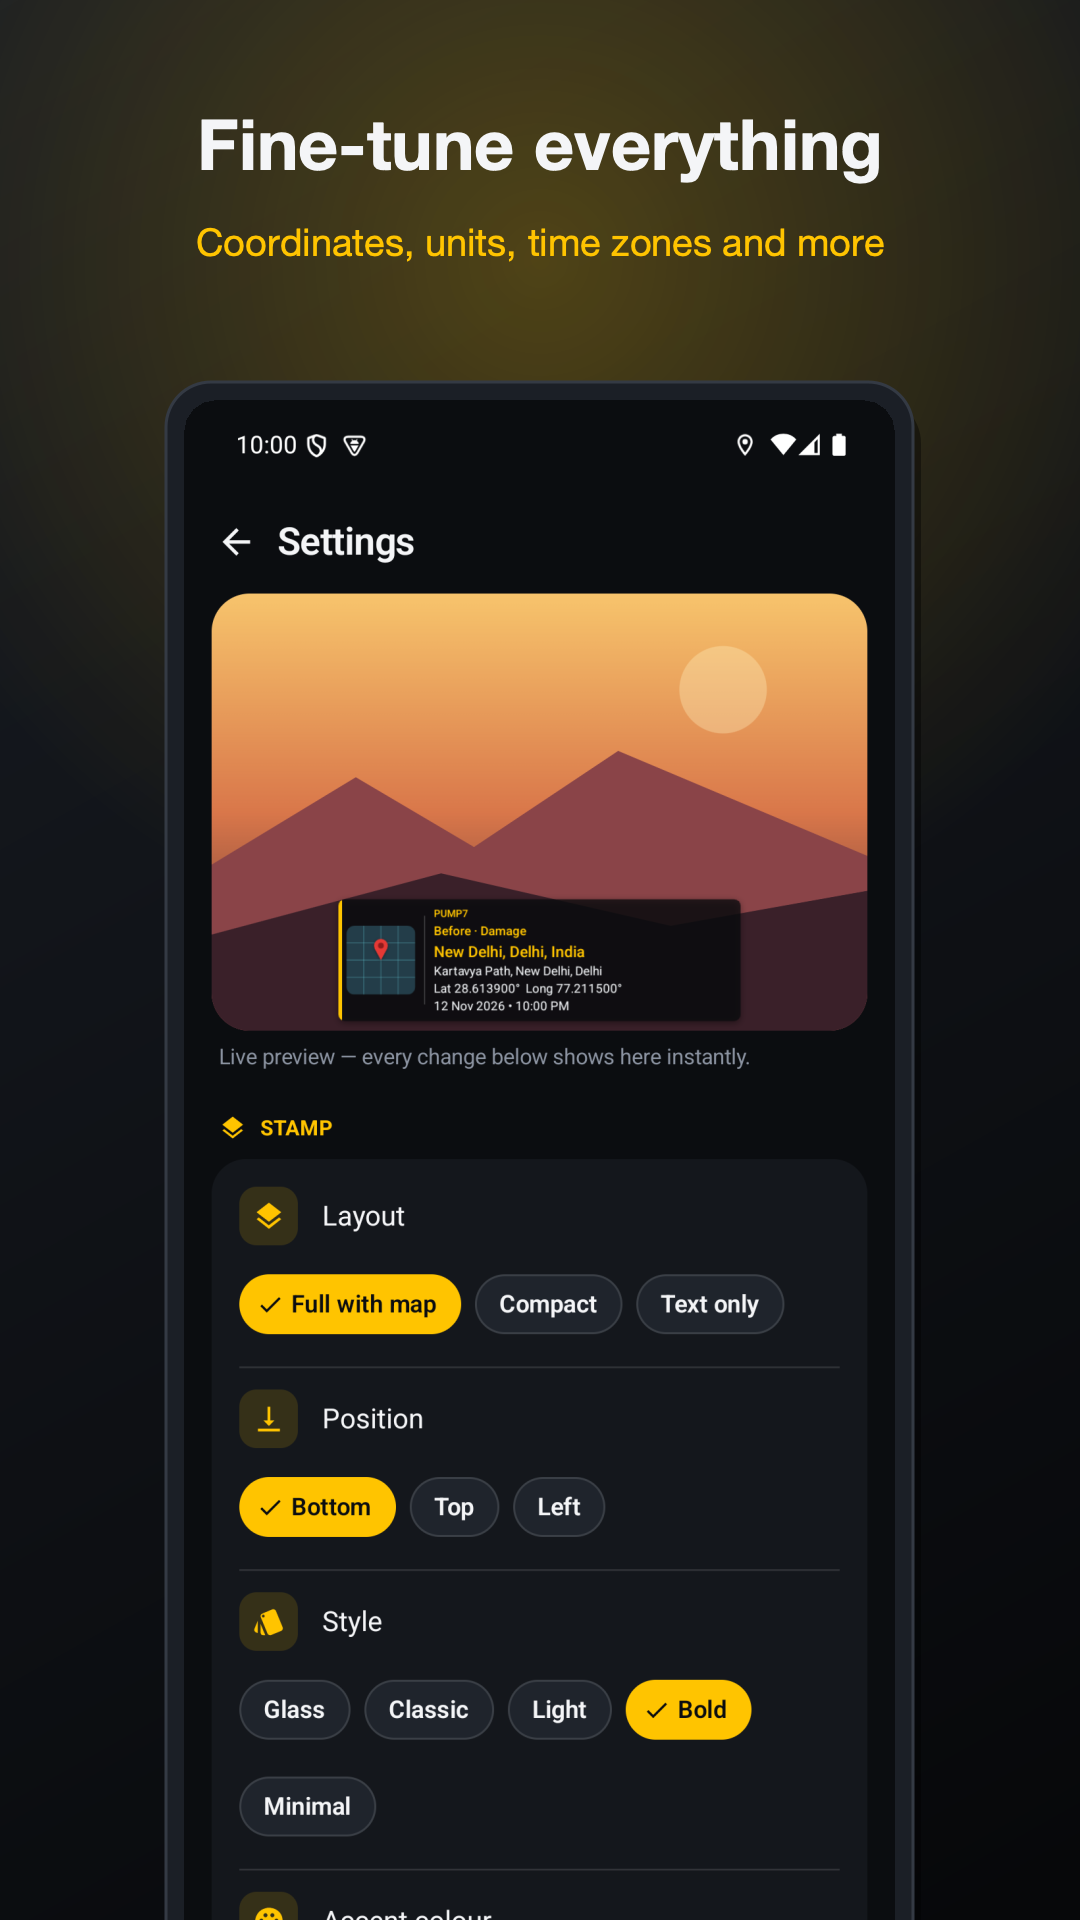 Fine-tune everything
Coordinates, units, time zones and more
10:00
Settings
PUMP7
Before · Damage
New Delhi, Delhi, India
Kartavya Path, New Delhi, Delhi
Lat 28.613900° Long 77.211500°
12 Nov 2026 • 10:00 PM
Live preview — every change below shows here instantly.
STAMP
Layout
Full with map
Compact
Text only
Position
Bottom
Top
Left
Style
Glass
Classic
Light
Bold
Minimal
Accent colour